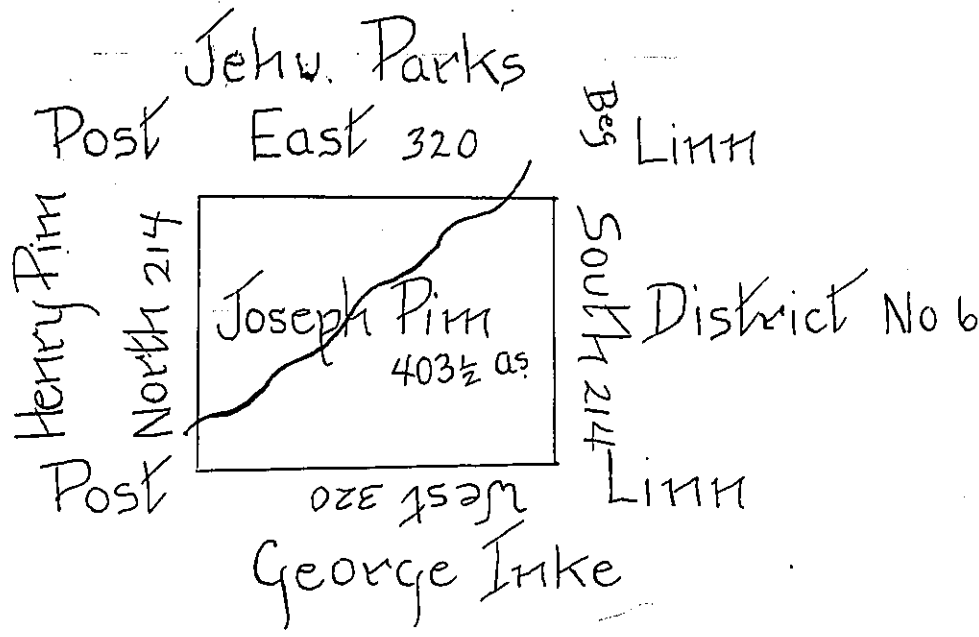 Jehu. Parks
Post East 320 Beg Linn
Henry Pim
North 214
Joseph Pim
403½ as
South 214
District No 6
Post
West 320
Linn
George Inke